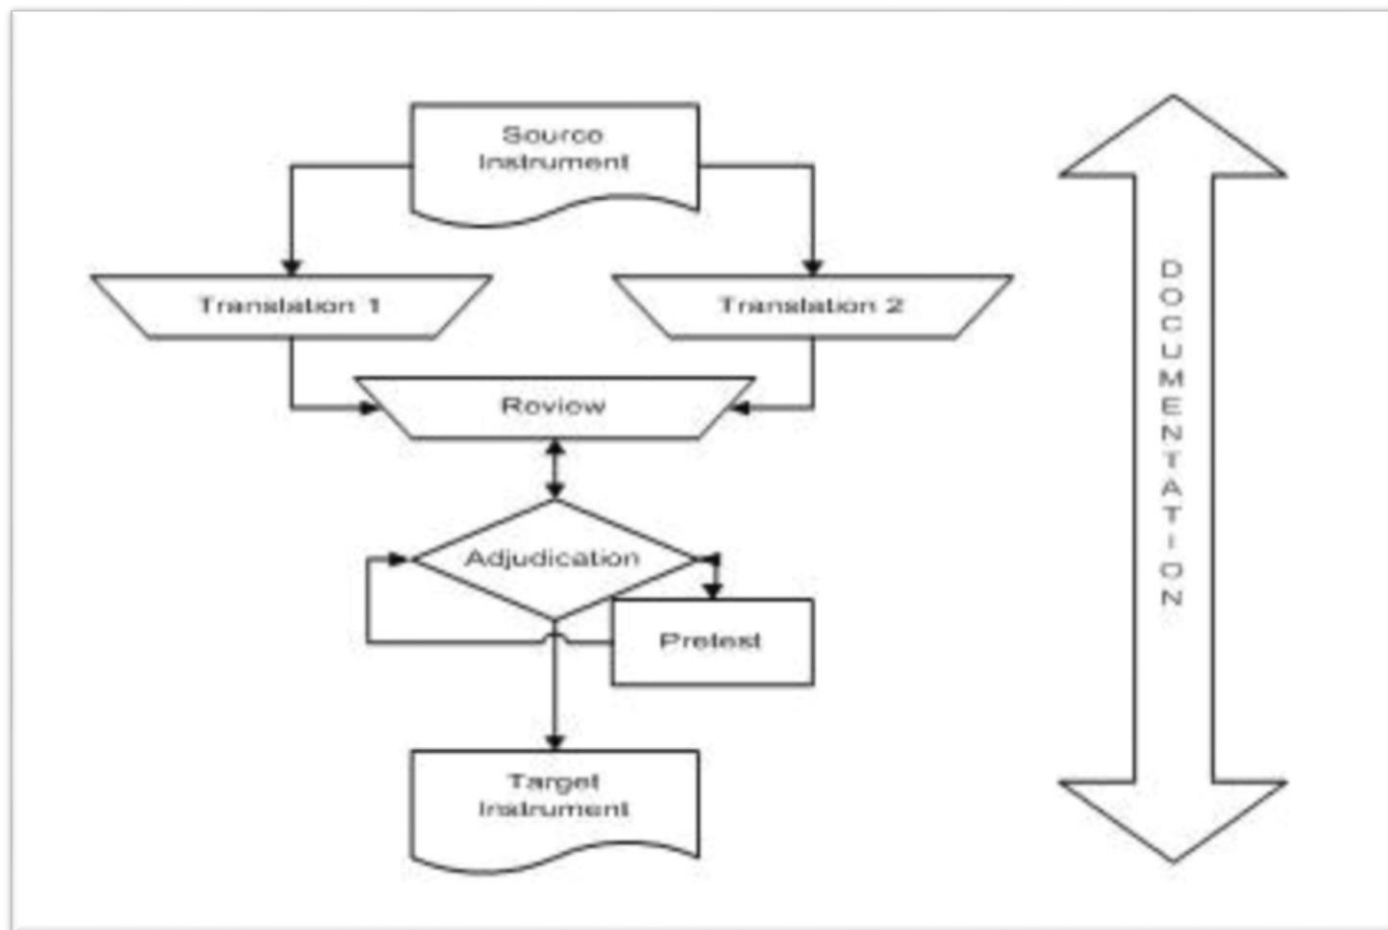 Source
Instrument
Translation 1
Translation 2
Review
Adjudication
Pretest
Target
Instrument
DOCUMENTATION